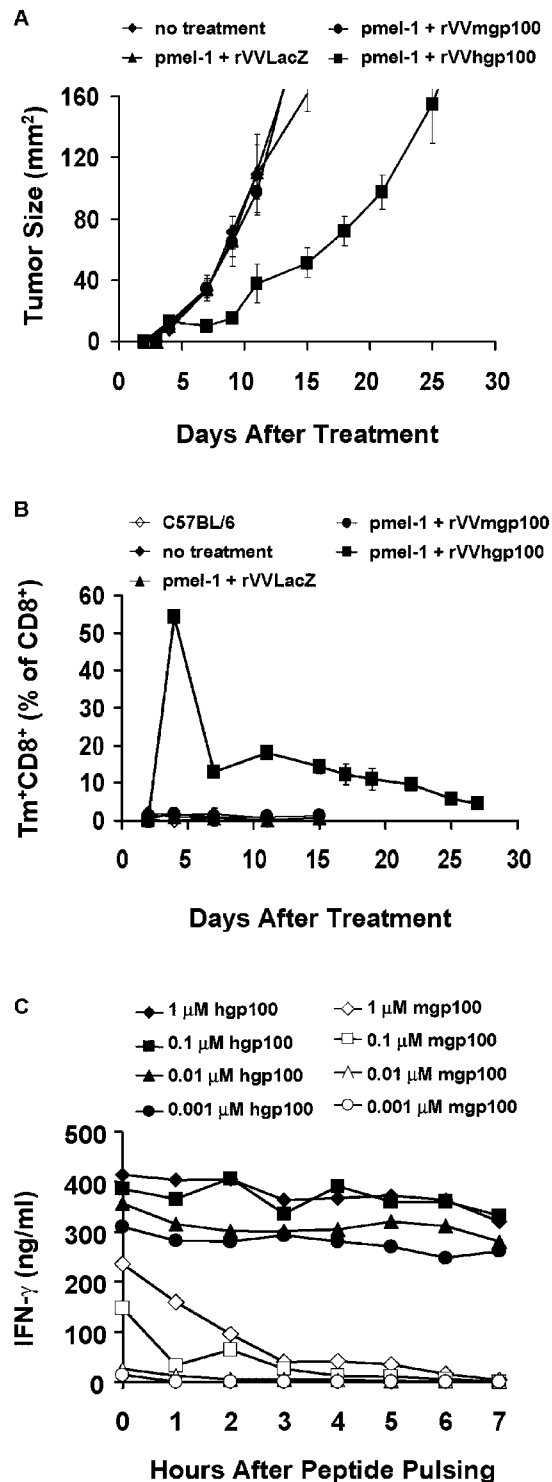 A
no treatment
pmel-1 + rVVmgp100
pmel-1 + rVVLacZ
pmel-1 + rVVhgp100
Tumor Size (mm²)
160
120
80
40
0
0 5 10 15 20 25 30
Days After Treatment
B
C57BL/6
pmel-1 + rVVmgp100
no treatment
pmel-1 + rVVhgp100
pmel-1 + rVVLacZ
Tm⁺CD8⁺ (% of CD8⁺)
60
50
40
30
20
10
0
0 5 10 15 20 25 30
Days After Treatment
C
1 μM hgp100
1 μM mgp100
0.1 μM hgp100
0.1 μM mgp100
0.01 μM hgp100
0.01 μM mgp100
0.001 μM hgp100
0.001 μM mgp100
IFN-γ (ng/ml)
500
400
300
200
100
0
0 1 2 3 4 5 6 7
Hours After Peptide Pulsing